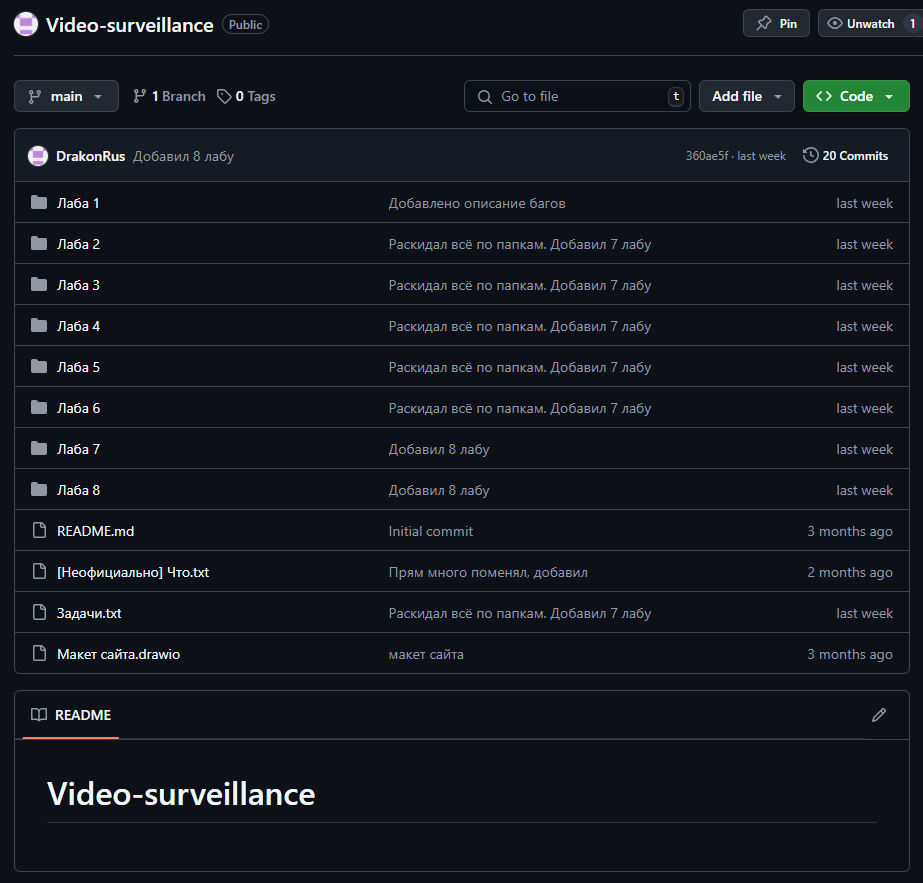 Video-surveillance Public Pin Unwatch 1
main 1 Branch 0 Tags Go to file t Add file Code
DrakonRus Добавил 8 лабу 360ae5f · last week 20 Commits
Лаба 1 Добавлено описание багов last week
Лаба 2 Раскидал всё по папкам. Добавил 7 лабу last week
Лаба 3 Раскидал всё по папкам. Добавил 7 лабу last week
Лаба 4 Раскидал всё по папкам. Добавил 7 лабу last week
Лаба 5 Раскидал всё по папкам. Добавил 7 лабу last week
Лаба 6 Раскидал всё по папкам. Добавил 7 лабу last week
Лаба 7 Добавил 8 лабу last week
Лаба 8 Добавил 8 лабу last week
README.md Initial commit 3 months ago
[Неофициально] Что.txt Прям много поменял, добавил 2 months ago
Задачи.txt Раскидал всё по папкам. Добавил 7 лабу last week
Макет сайта.drawio макет сайта 3 months ago
README
Video-surveillance